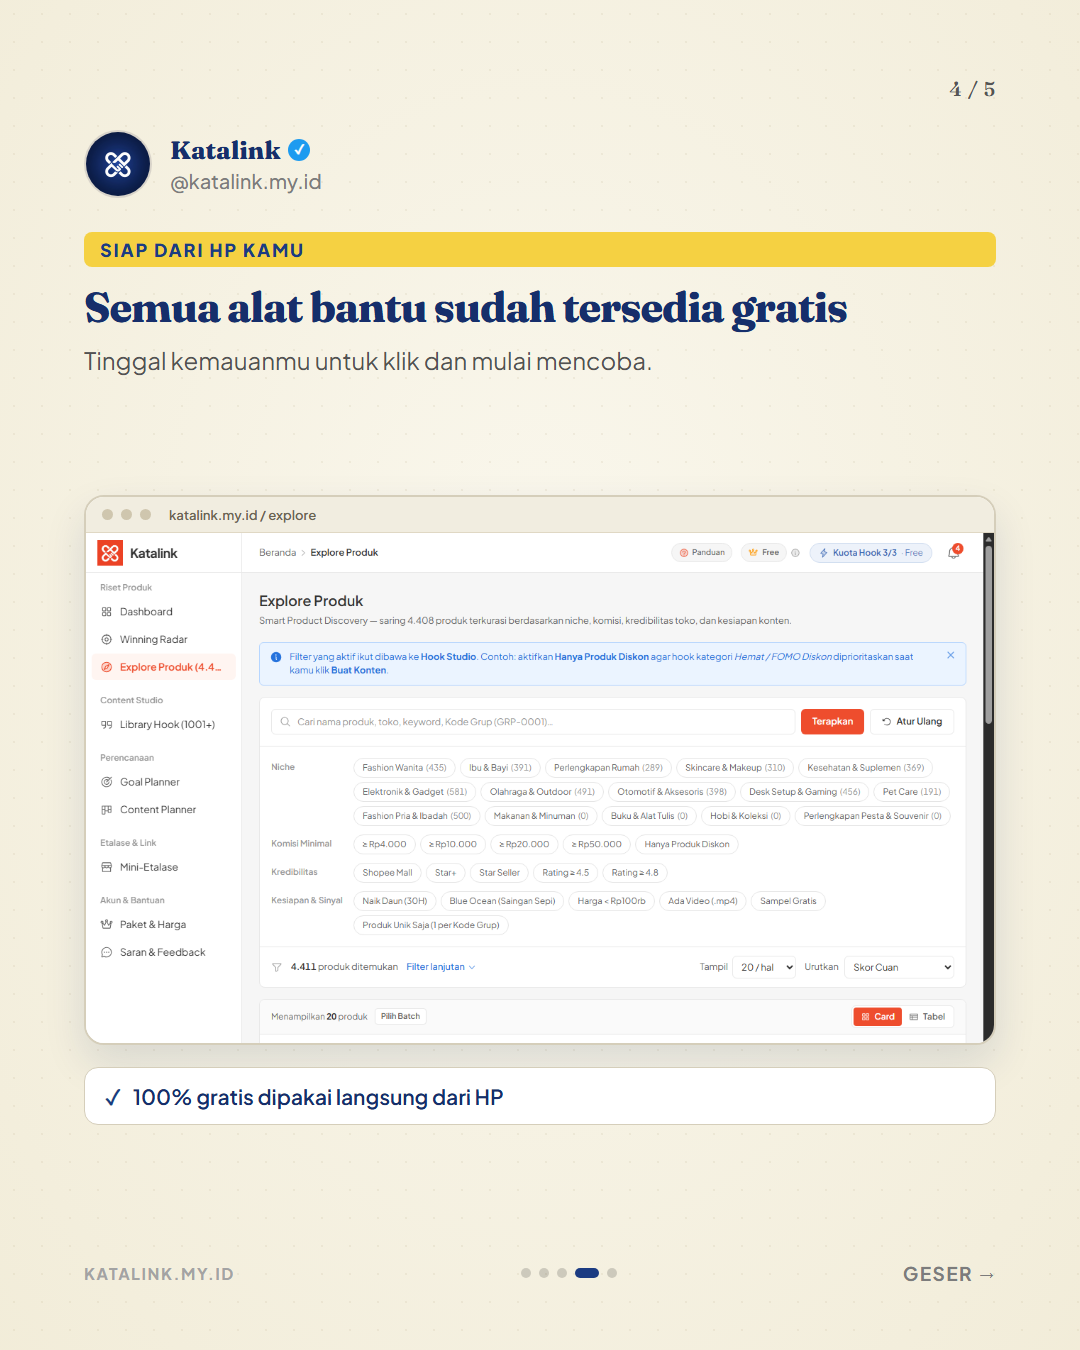 4 / 5
Katalink
@katalink.my.id
SIAP DARI HP KAMU
Semua alat bantu sudah tersedia gratis
Tinggal kemauanmu untuk klik dan mulai mencoba.
katalink.my.id / explore
Katalink
Beranda > Explore Produk
Panduan
Free
Kuota Hook 3/3 · Free
4
Riset Produk
Dashboard
Winning Radar
Explore Produk (4.4...
Content Studio
Library Hook (1001+)
Perencanaan
Goal Planner
Content Planner
Etalase & Link
Mini-Etalase
Akun & Bantuan
Paket & Harga
Saran & Feedback
Explore Produk
Smart Product Discovery — saring 4.408 produk terkurasi berdasarkan niche, komisi, kredibilitas toko, dan kesiapan konten.
Filter yang aktif ikut dibawa ke Hook Studio. Contoh: aktifkan Hanya Produk Diskon agar hook kategori Hemat / FOMO Diskon diprioritaskan saat
kamu klik Buat Konten.
Cari nama produk, toko, keyword, Kode Grup (GRP-0001)...
Terapkan
Atur Ulang
Niche
Fashion Wanita (435) Ibu & Bayi (391) Perlengkapan Rumah (289) Skincare & Makeup (310) Kesehatan & Suplemen (369)
Elektronik & Gadget (581) Olahraga & Outdoor (491) Otomotif & Aksesoris (398) Desk Setup & Gaming (456) Pet Care (191)
Fashion Pria & Ibadah (500) Makanan & Minuman (0) Buku & Alat Tulis (0) Hobi & Koleksi (0) Perlengkapan Pesta & Souvenir (0)
Komisi Minimal ≥ Rp4.000 ≥ Rp10.000 ≥ Rp20.000 ≥ Rp50.000 Hanya Produk Diskon
Kredibilitas Shopee Mall Star+ Star Seller Rating ≥ 4.5 Rating ≥ 4.8
Kesiapan & Sinyal Naik Daun (30H) Blue Ocean (Saingan Sepi) Harga < Rp100rb Ada Video (.mp4) Sampel Gratis
Produk Unik Saja (1 per Kode Grup)
4.411 produk ditemukan Filter lanjutan
Tampil 20 / hal Urutkan Skor Cuan
Menampilkan 20 produk Pilih Batch
Card Tabel
✓ 100% gratis dipakai langsung dari HP
KATALINK.MY.ID
GESER →